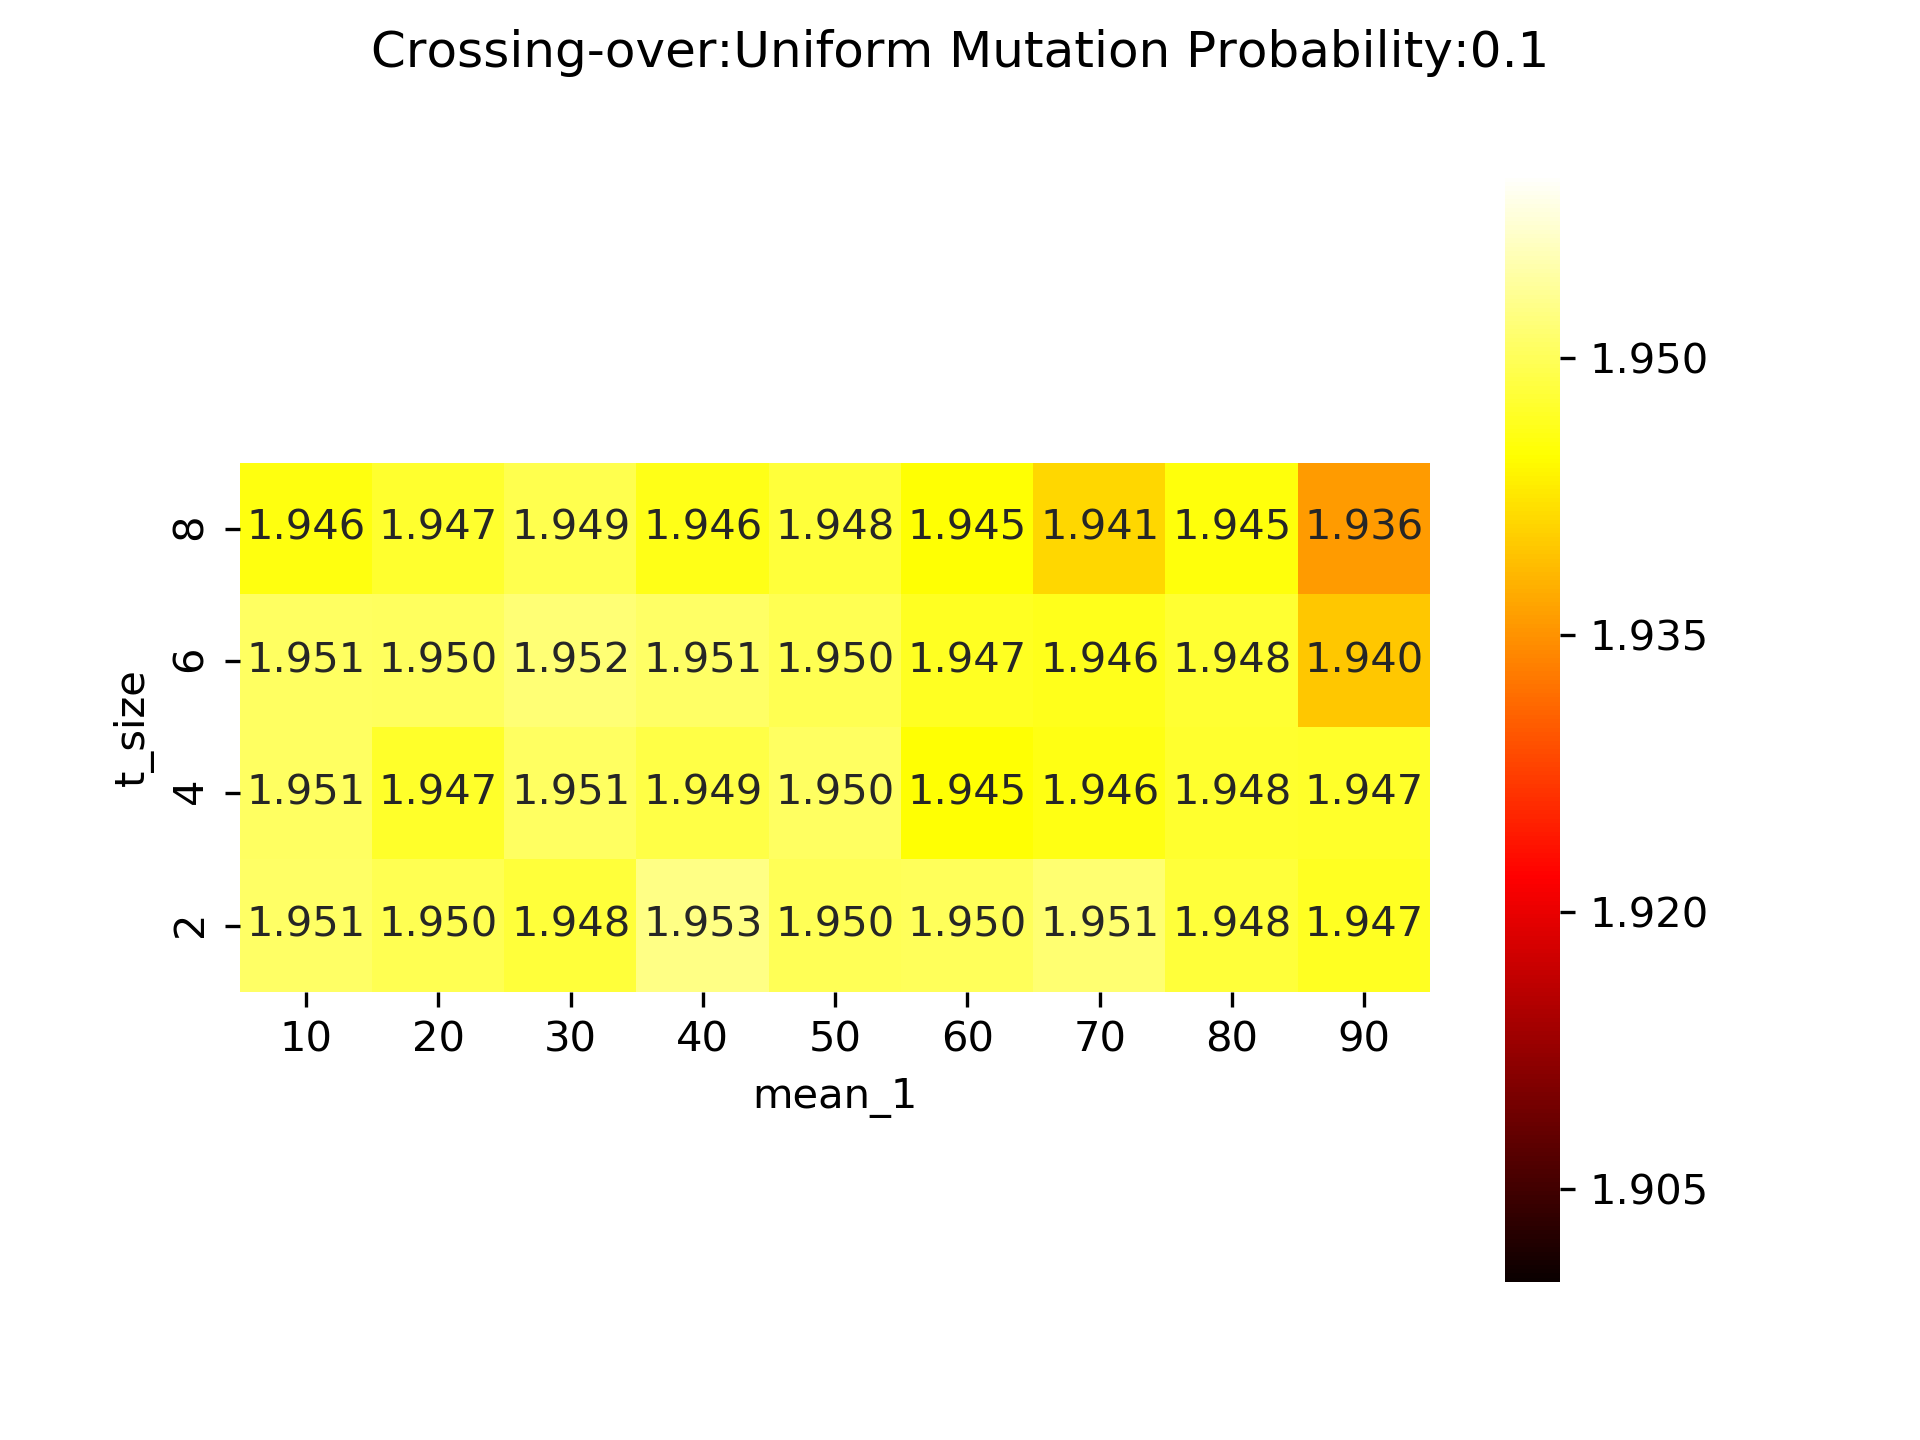 Crossing-over:Uniform Mutation Probability:0.1
8 1.946 1.947 1.949 1.946 1.948 1.945 1.941 1.945 1.936
6 1.951 1.950 1.952 1.951 1.950 1.947 1.946 1.948 1.940
4 1.951 1.947 1.951 1.949 1.950 1.945 1.946 1.948 1.947
2 1.951 1.950 1.948 1.953 1.950 1.950 1.951 1.948 1.947
t_size
10 20 30 40 50 60 70 80 90
mean_1
1.950
1.935
1.920
1.905